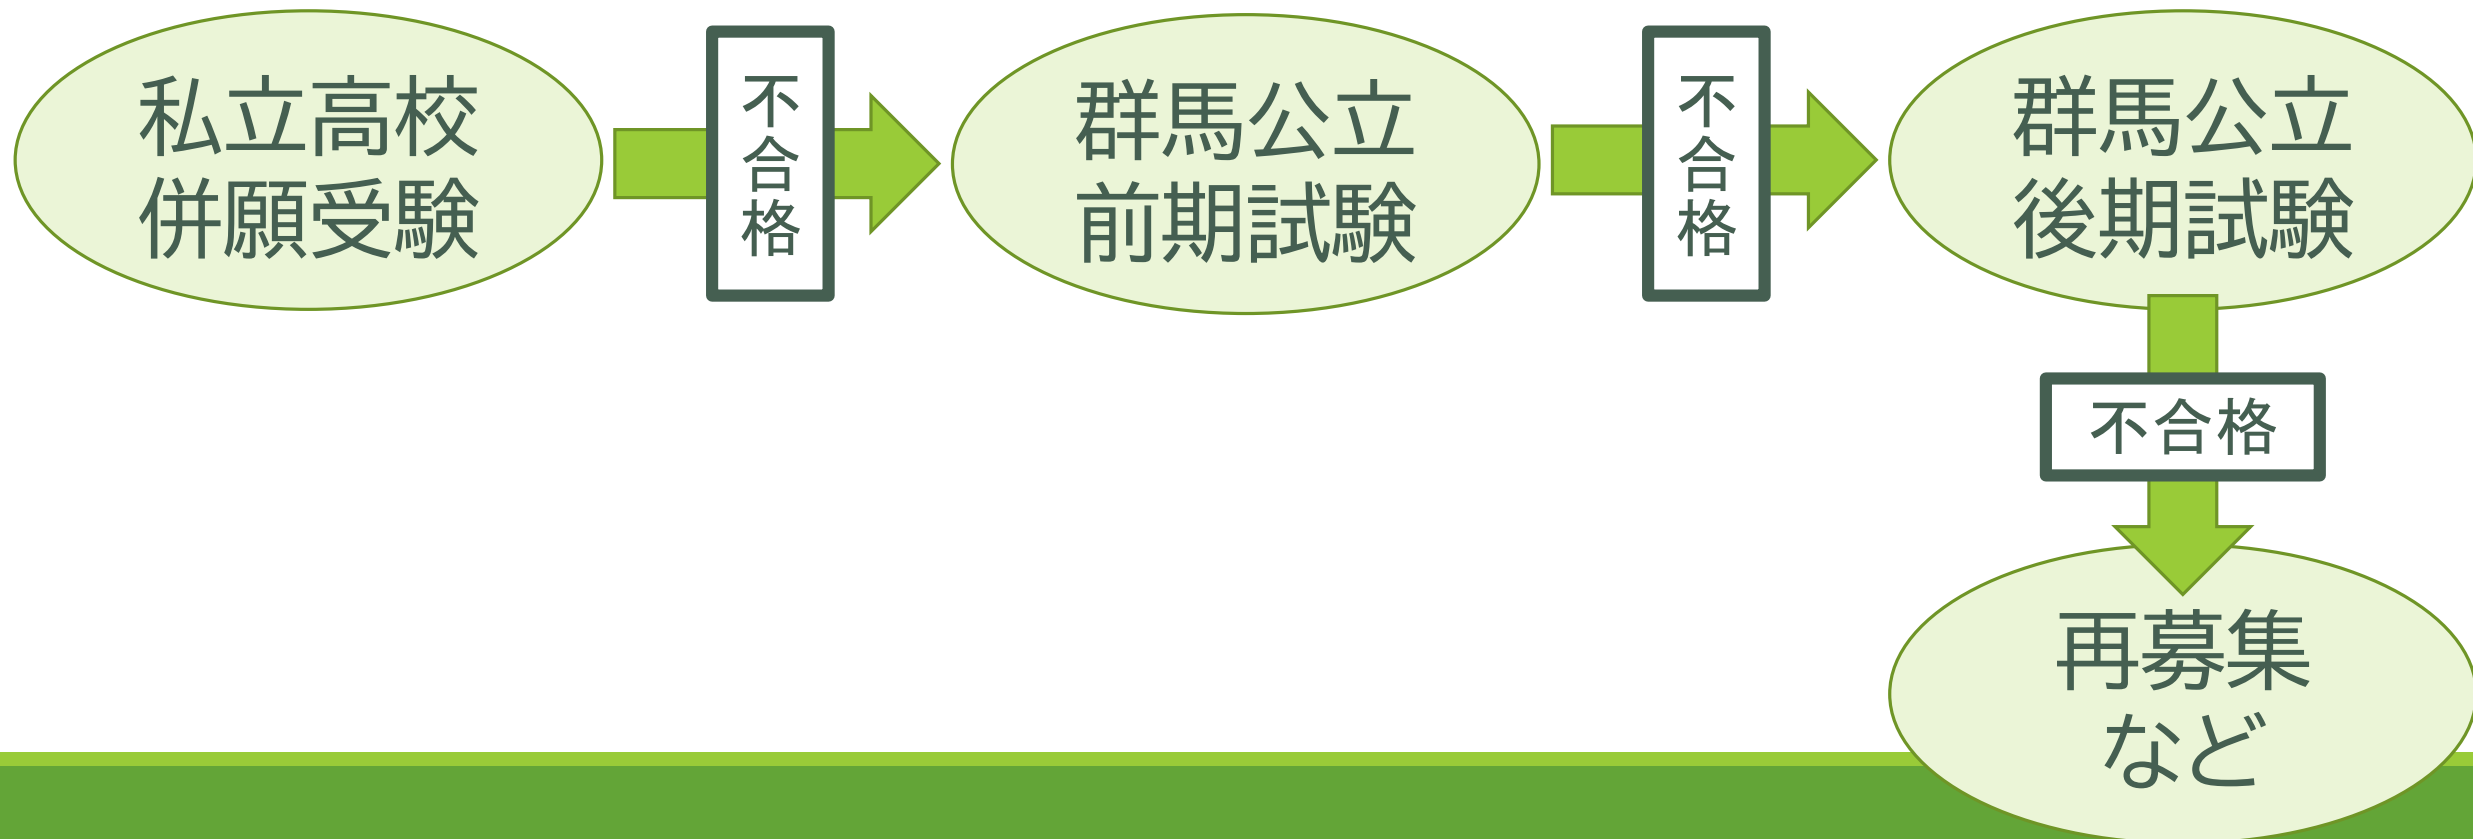 私立高校
併願受験
不合格
群馬公立
前期試験
不合格
群馬公立
後期試験
不合格
再募集
など